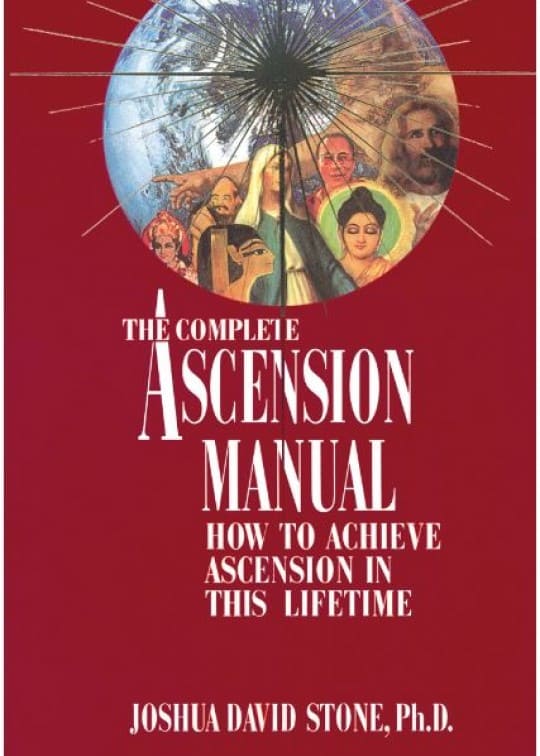 THE COMPLETE
ASCENSION
MANUAL
HOW TO ACHIEVE
ASCENSION IN
THIS LIFETIME
JOSHUA DAVID STONE, Ph.D.